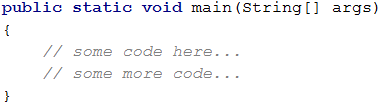 public static void main(String[] args)
{
// some code here...
// some more code...
}